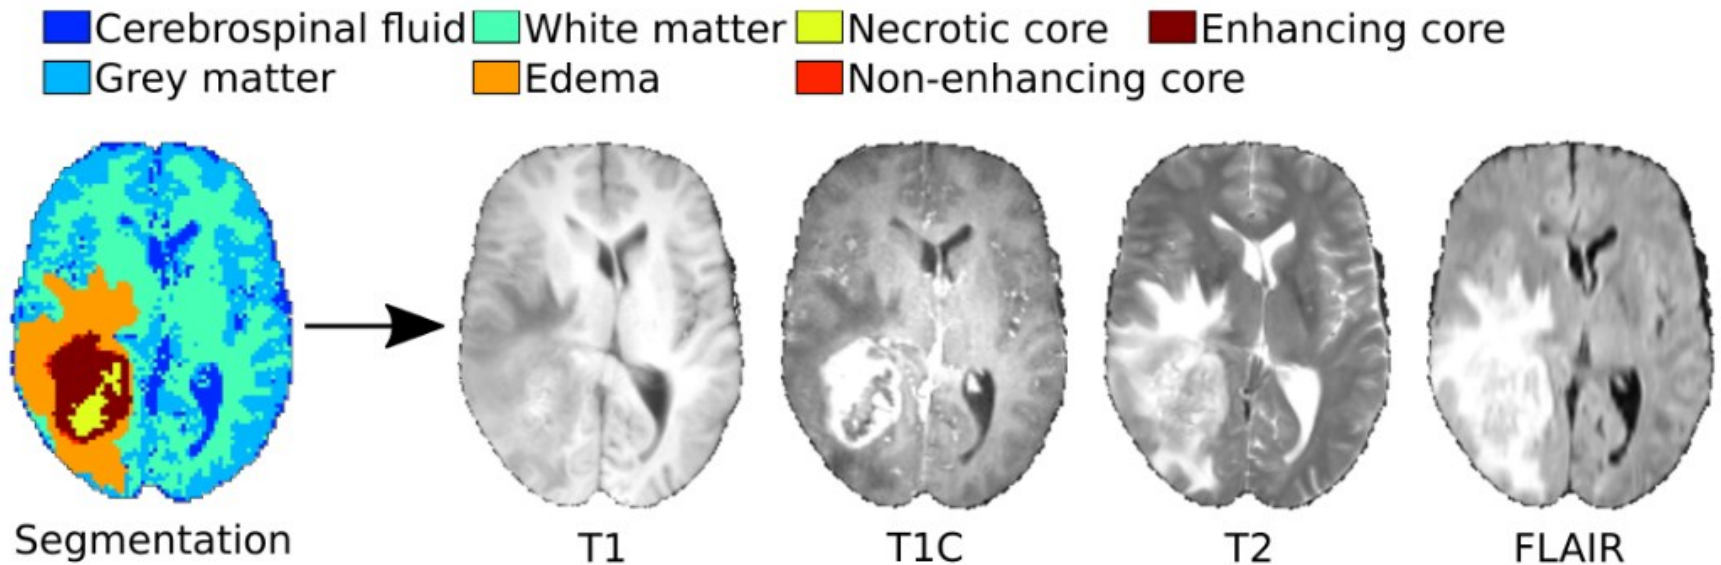 Cerebrospinal fluid White matter Necrotic core Enhancing core
Grey matter Edema Non-enhancing core
Segmentation T1 T1C T2 FLAIR